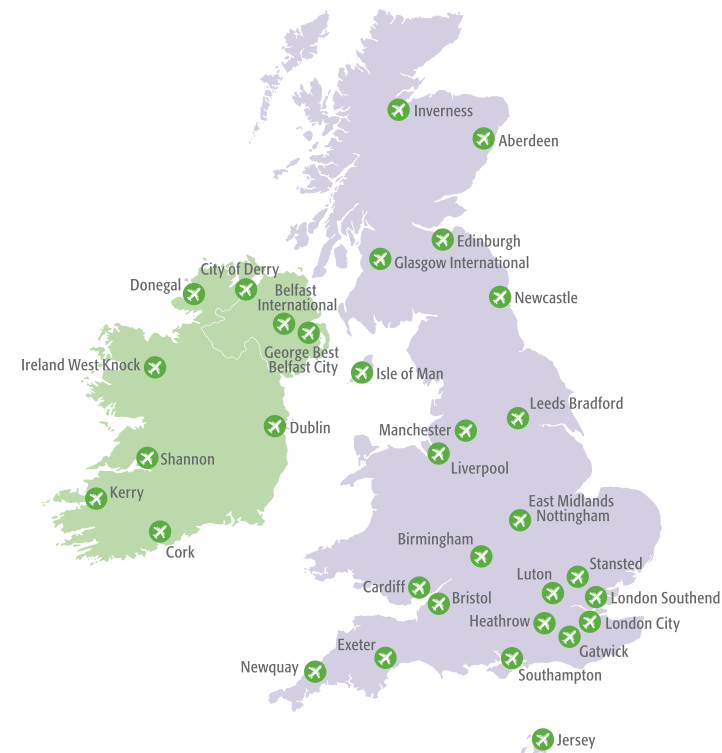 Inverness
Aberdeen
Edinburgh
Glasgow International
City of Derry
Donegal
Belfast
International
Newcastle
George Best
Belfast City
Ireland West Knock
Isle of Man
Leeds Bradford
Dublin
Manchester
Shannon
Liverpool
Kerry
East Midlands
Nottingham
Cork
Birmingham
Stansted
Luton
Cardiff
Bristol
London Southend
Heathrow
London City
Exeter
Gatwick
Newquay
Southampton
Jersey